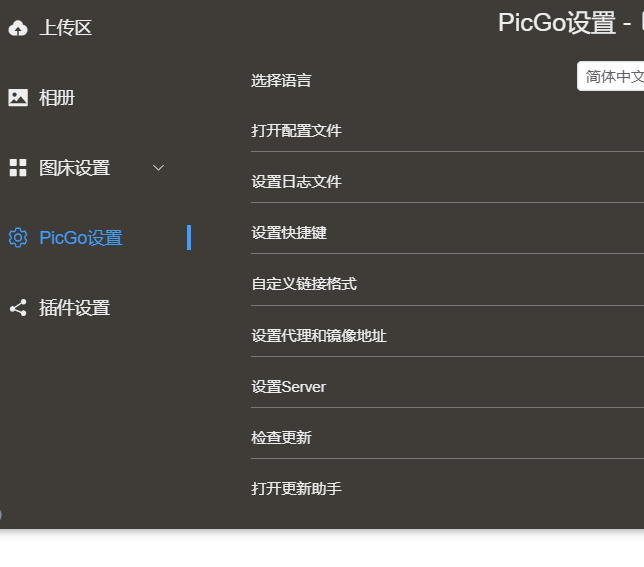 上传区
相册
图床设置
PicGo设置
插件设置
PicGo设置 -
选择语言
简体中文
打开配置文件
设置日志文件
设置快捷键
自定义链接格式
设置代理和镜像地址
设置Server
检查更新
打开更新助手